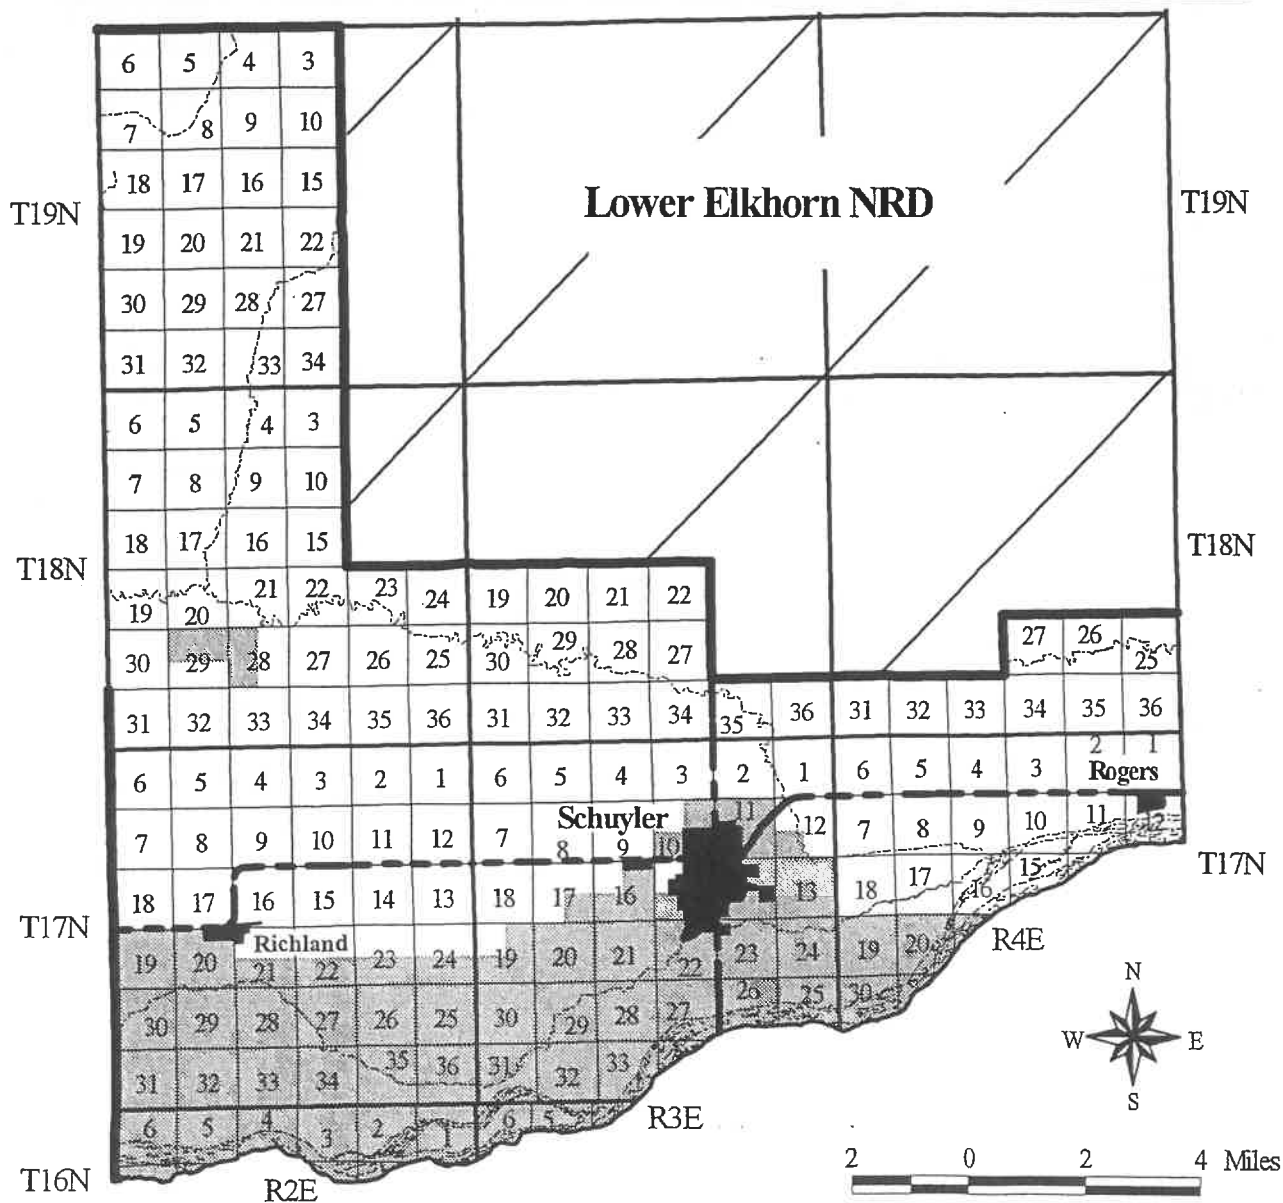 6 5 4 3
7 8 9 10
18 17 16 15
T19N Lower Elkhorn NRD T19N
19 20 21 22
30 29 28 27
31 32 33 34
6 5 4 3
7 8 9 10
18 17 16 15
T18N T18N
19 20 21 22 23 24 19 20 21 22
30 29 28 27 26 25 30 29 28 27 27 26 25
31 32 33 34 35 36 31 32 33 34 35 36 31 32 33 34 35 36
6 5 4 3 2 1 6 5 4 3 2 1 6 5 4 3 2 1
Rogers
Schuyler
7 8 9 10 11 12 7 8 9 10 11 12 7 8 9 10 11 12
T17N
18 17 16 15 14 13 18 17 16 13 18 17 16 15
T17N
Richland
R4E
19 20 21 22 23 24 19 20 21 22 23 24 19 20
30 29 28 27 26 25 30 29 28 27 26 25 30
31 32 33 34 35 36 31 32 33
6 5 4 3 2 1 6 5
R3E
T16N
R2E
N
W E
S
2 0 2 4 Miles